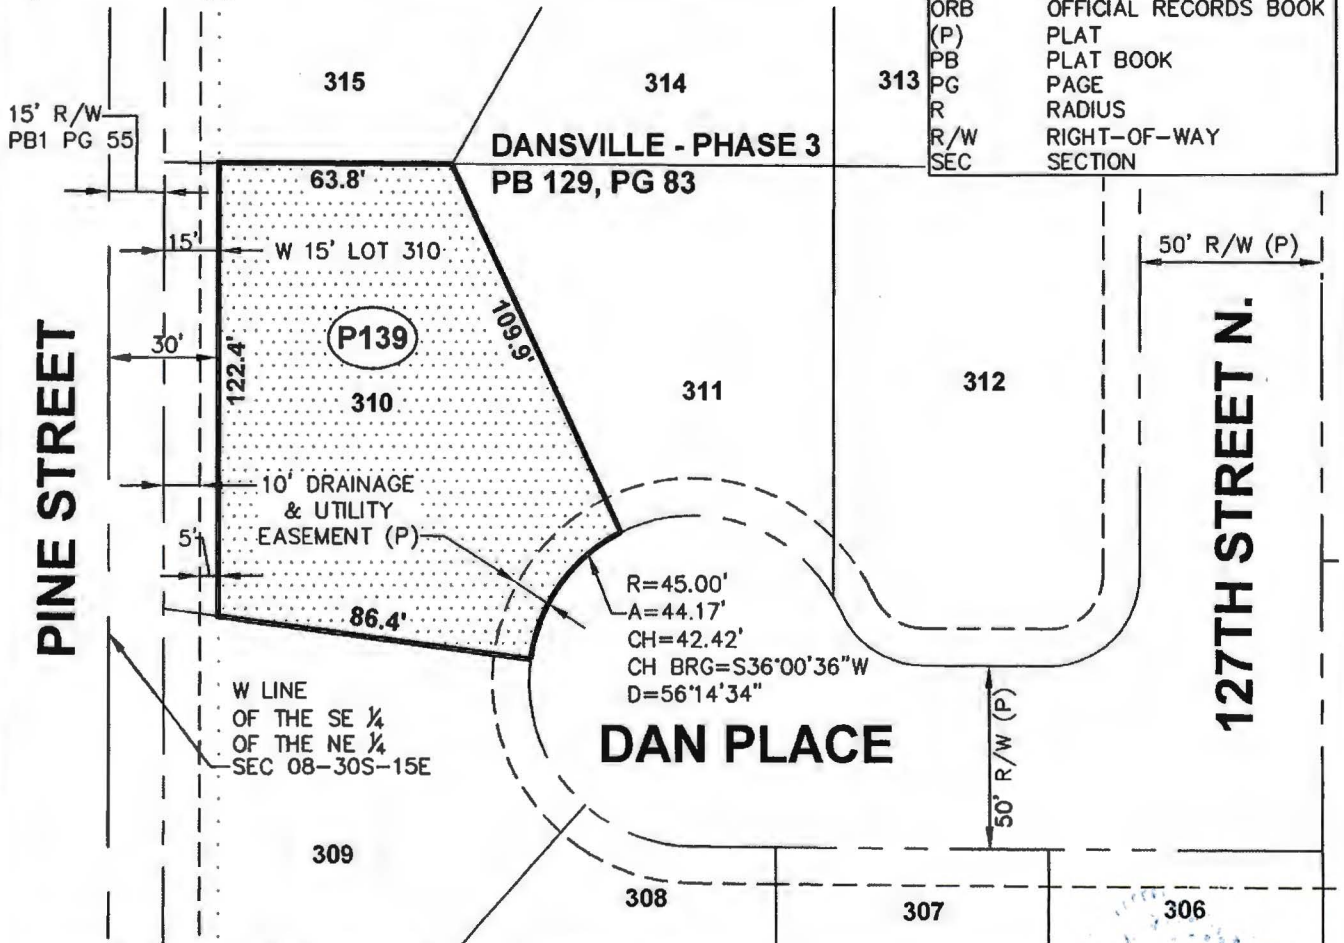 ORB OFFICIAL RECORDS BOOK
(P) PLAT
PB PLAT BOOK
PG PAGE
R RADIUS
R/W RIGHT-OF-WAY
SEC SECTION
315
314
313
15' R/W
PB1 PG 55
DANSVILLE - PHASE 3
PB 129, PG 83
63.8'
15'
W 15' LOT 310
50' R/W (P)
P139
109.9'
30'
122.4'
310
311
312
PINE STREET
127TH STREET N.
10' DRAINAGE
& UTILITY
EASEMENT (P)
5'
86.4'
R=45.00'
A=44.17'
CH=42.42'
CH BRG=S36°00'36"W
D=56°14'34"
W LINE
OF THE SE ¼
OF THE NE ¼
SEC 08-30S-15E
DAN PLACE
50' R/W (P)
309
308
307
306